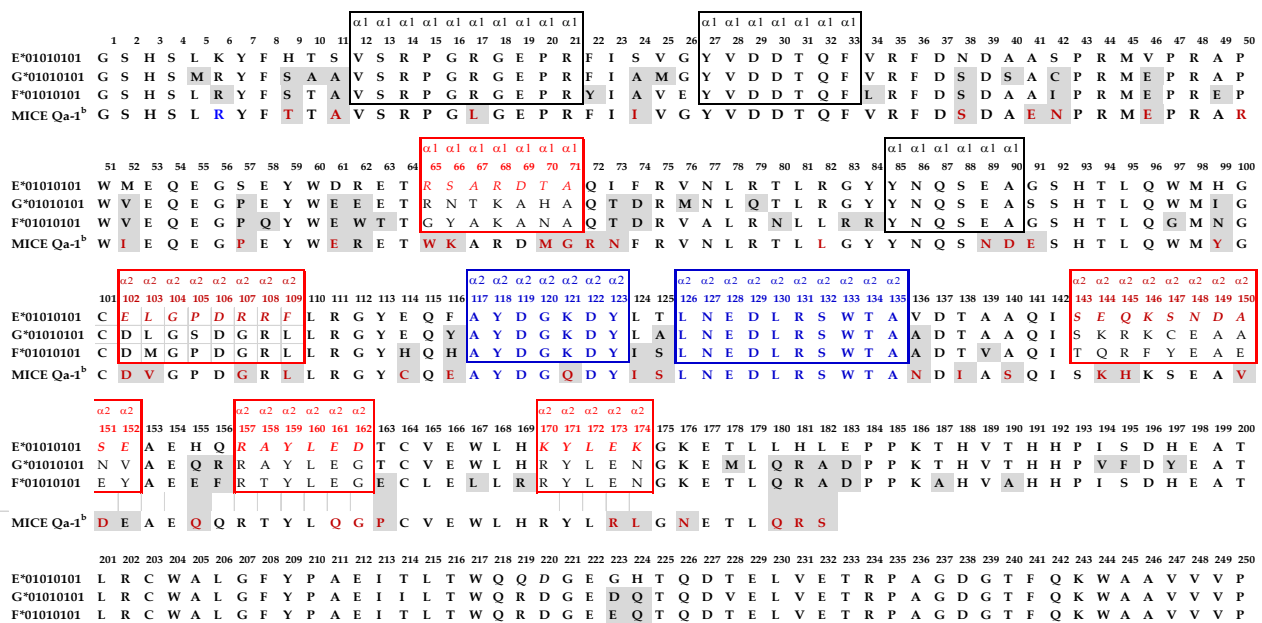 α1 α1 α1 α1 α1 α1 α1 α1 α1 α1 α1 α1 α1 α1 α1 α1 α1
1 2 3 4 5 6 7 8 9 10 11 12 13 14 15 16 17 18 19 20 21 22 23 24 25 26 27 28 29 30 31 32 33 34 35 36 37 38 39 40 41 42 43 44 45 46 47 48 49 50
E*01010101 G S H S L K Y F H T S V S R P G R G E P R F I S V G Y V D D T Q F V R F D N D A A S P R M V P R A P
G*01010101 G S H S M R Y F S A A V S R P G R G E P R F I A M G Y V D D T Q F V R F D S D S A C P R M E P R A P
F*01010101 G S H S L R Y F S T A V S R P G R G E P R Y I A V E Y V D D T Q F L R F D S D A A I P R M E P R E P
MICE Qa-1ᵇ G S H S L R Y F T T A V S R P G L G E P R F I I V G Y V D D T Q F V R F D S D A E N P R M E P R A R
α1 α1 α1 α1 α1 α1 α1 α1 α1 α1 α1 α1 α1
51 52 53 54 55 56 57 58 59 60 61 62 63 64 65 66 67 68 69 70 71 72 73 74 75 76 77 78 79 80 81 82 83 84 85 86 87 88 89 90 91 92 93 94 95 96 97 98 99 100
E*01010101 W M E Q E G S E Y W D R E T R S A R D T A Q I F R V N L R T L R G Y Y N Q S E A G S H T L Q W M H G
G*01010101 W V E Q E G P E Y W E E E T R N T K A H A Q T D R M N L Q T L R G Y Y N Q S E A S S H T L Q W M I G
F*01010101 W V E Q E G P Q Y W E W T T G Y A K A N A Q T D R V A L R N L L R R Y N Q S E A G S H T L Q G M N G
MICE Qa-1ᵇ W I E Q E G P E Y W E R E T W K A R D M G R N F R V N L R T L L G Y Y N Q S N D E S H T L Q W M Y G
α2 α2 α2 α2 α2 α2 α2 α2 α2 α2 α2 α2 α2 α2 α2 α2 α2 α2 α2 α2 α2 α2 α2 α2 α2 α2 α2 α2 α2 α2 α2 α2 α2
101 102 103 104 105 106 107 108 109 110 111 112 113 114 115 116 117 118 119 120 121 122 123 124 125 126 127 128 129 130 131 132 133 134 135 136 137 138 139 140 141 142 143 144 145 146 147 148 149 150
E*01010101 C E L G P D R R F L R G Y E Q F A Y D G K D Y L T L N E D L R S W T A V D T A A Q I S E Q K S N D A
G*01010101 C D L G S D G R L L R G Y E Q Y A Y D G K D Y L A L N E D L R S W T A A D T A A Q I S K R K C E A A
F*01010101 C D M G P D G R L L R G Y H Q H A Y D G K D Y I S L N E D L R S W T A A D T V A Q I T Q R F Y E A E
MICE Qa-1ᵇ C D V G P D G R L L R G Y C Q E A Y D G Q D Y I S L N E D L R S W T A N D I A S Q I S K H K S E A V
α2 α2 α2 α2 α2 α2 α2 α2 α2 α2 α2 α2 α2
151 152 153 154 155 156 157 158 159 160 161 162 163 164 165 166 167 168 169 170 171 172 173 174 175 176 177 178 179 180 181 182 183 184 185 186 187 188 189 190 191 192 193 194 195 196 197 198 199 200
E*01010101 S E A E H Q R A Y L E D T C V E W L H K Y L E K G K E T L L H L E P P K T H V T H H P I S D H E A T
G*01010101 N V A E Q R R A Y L E G T C V E W L H R Y L E N G K E M L Q R A D P P K T H V T H H P V F D Y E A T
F*01010101 E Y A E E F R T Y L E G E C L E L L R R Y L E N G K E T L Q R A D P P K A H V A H H P I S D H E A T
MICE Qa-1ᵇ D E A E Q Q R T Y L Q G P C V E W L H R Y L R L G N E T L Q R S
201 202 203 204 205 206 207 208 209 210 211 212 213 214 215 216 217 218 219 220 221 222 223 224 225 226 227 228 229 230 231 232 233 234 235 236 237 238 239 240 241 242 243 244 245 246 247 248 249 250
E*01010101 L R C W A L G F Y P A E I T L T W Q Q D G E G H T Q D T E L V E T R P A G D G T F Q K W A A V V V P
G*01010101 L R C W A L G F Y P A E I I L T W Q R D G E D Q T Q D V E L V E T R P A G D G T F Q K W A A V V V P
F*01010101 L R C W A L G F Y P A E I T L T W Q R D G E E Q T Q D T E L V E T R P A G D G T F Q K W A A V V V P